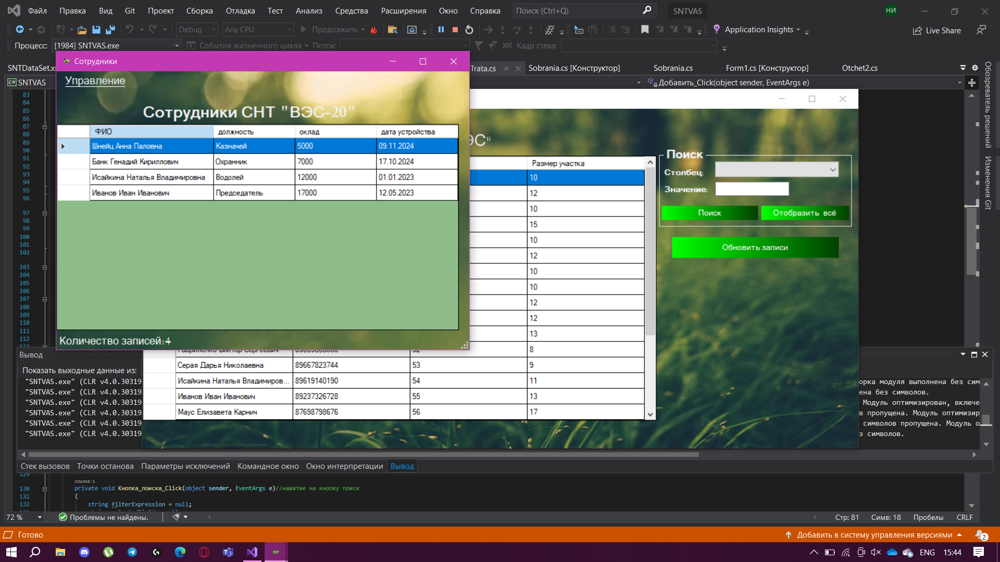 Файл Правка Вид Git Проект Сборка Отладка Тест Анализ Средства Расширения Окно Справка Поиск (Ctrl+Q) SNTVAS НИ
Debug Any CPU Продолжить Application Insights Live Share
Процесс: [1984] SNTVAS.exe События жизненного цикла Поток: Кадр стека:
SNTDataSet.xs Trata.cs Sobrania.cs [Конструктор] Sobrania.cs Form1.cs [Конструктор] Otchet2.cs
SNTVAS Добавить_Click(object sender, EventArgs e)
Обозреватель решений
Изменения Git
Сотрудники
Управление
Сотрудники СНТ "ВЭС-20"
ФИО должность оклад дата устройства
Шнейц Анна Паловна Казначей 5000 09.11.2024
Банк Генадий Кириллович Охранник 7000 17.10.2024
Исайкина Наталья Владимировна Водолей 12000 01.01.2023
Иванов Иван Иванович Председатель 17000 12.05.2023
Количество записей:4
83
84
85
86
87
88
89
90
91
92
93
94
95
96
97
98
99
100
101
102
103
104
105
106
107
108
109
110
111
112
113
ЭС"
Размер участка
10
12
10
15
10
12
10
10
12
12
13
8
Серая Дарья Николаевна 89667823744 53 9
Исайкина Наталья Владимиров... 89619140190 54 11
Иванов Иван Иванович 89237326728 55 13
Маус Елизавета Карнич 87698798676 56 17
Поиск
Столбец:
Значение:
Поиск Отобразить всё
Обновить записи
Вывод
Показать выходные данные из:
"SNTVAS.exe" (CLR v4.0.30319 орка модуля выполнена без сим
"SNTVAS.exe" (CLR v4.0.30319 ена без символов.
"SNTVAS.exe" (CLR v4.0.30319 Модуль оптимизирован, включе
"SNTVAS.exe" (CLR v4.0.30319 в пропущена. Модуль оптимизир
"SNTVAS.exe" (CLR v4.0.30319 символов пропущена. Модуль о
"SNTVAS.exe" (CLR v4.0.30319 з символов.
Стек вызовов Точки останова Параметры исключений Командное окно Окно интерпретации Вывод
129
ссылка: 1
130 private void Кнопка_поиска_Click(object sender, EventArgs e)//нажатие на кнопку поиск
131 {
132 string filterExpression = null;
72 % Проблемы не найдены. Стр: 81 Симв: 18 Пробелы CRLF
Готово Добавить в систему управления версиями 2
СНТ ENG 15:44